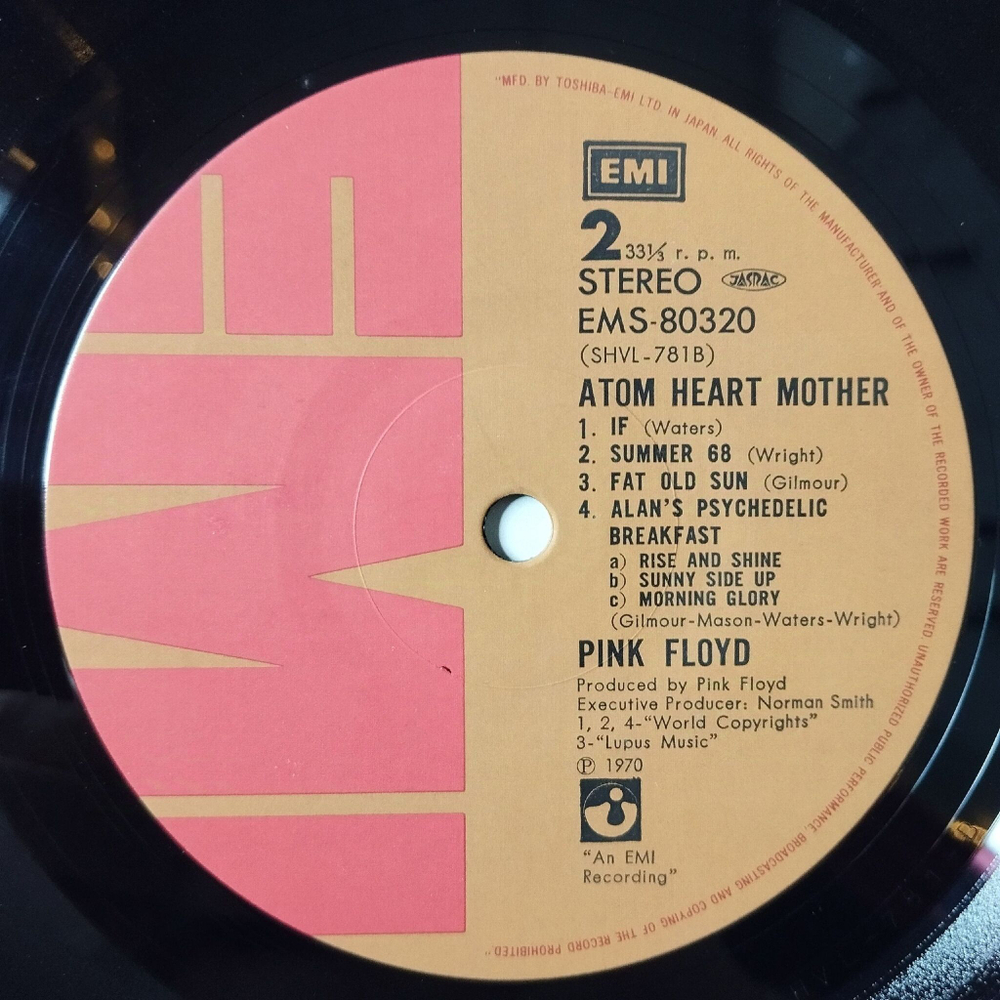 "MFD. BY TOSHIBA-EMI LTD. IN JAPAN. ALL RIGHTS OF THE MANUFACTURER AND OF THE OWNER OF THE RECORDED WORK ARE RESERVED. UNAUTHORIZED PUBLIC PERFORMANCE, BROADCASTING AND COPYING OF THE RECORD PROHIBITED"
EMI
EMI
2 33⅓ r. p. m.
STEREO JASRAC
EMS-80320
(SHVL-781B)
ATOM HEART MOTHER
1. IF (Waters)
2. SUMMER 68 (Wright)
3. FAT OLD SUN (Gilmour)
4. ALAN'S PSYCHEDELIC
BREAKFAST
a) RISE AND SHINE
b) SUNNY SIDE UP
c) MORNING GLORY
(Gilmour-Mason-Waters-Wright)
PINK FLOYD
Produced by Pink Floyd
Executive Producer: Norman Smith
1, 2, 4-"World Copyrights"
3-"Lupus Music"
℗ 1970
"An EMI
Recording"